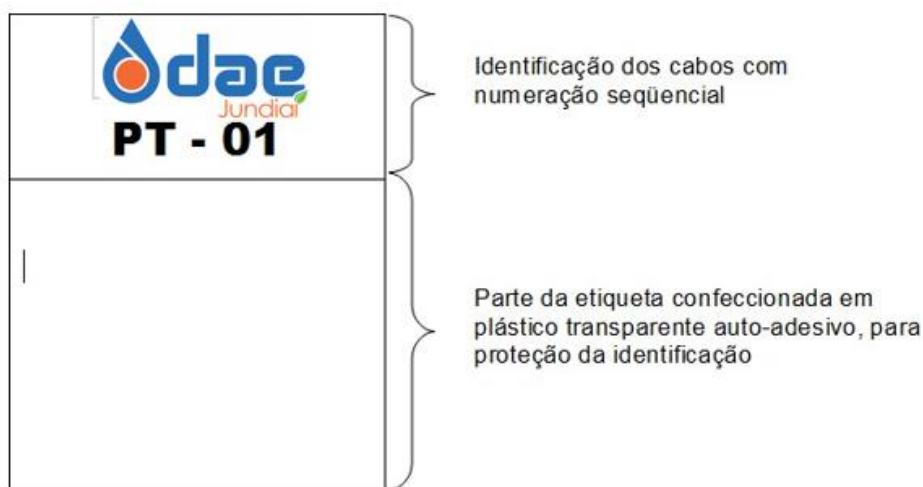 dae
Jundiaí
PT - 01
Identificação dos cabos com
numeração seqüencial
Parte da etiqueta confeccionada em
plástico transparente auto-adesivo, para
proteção da identificação